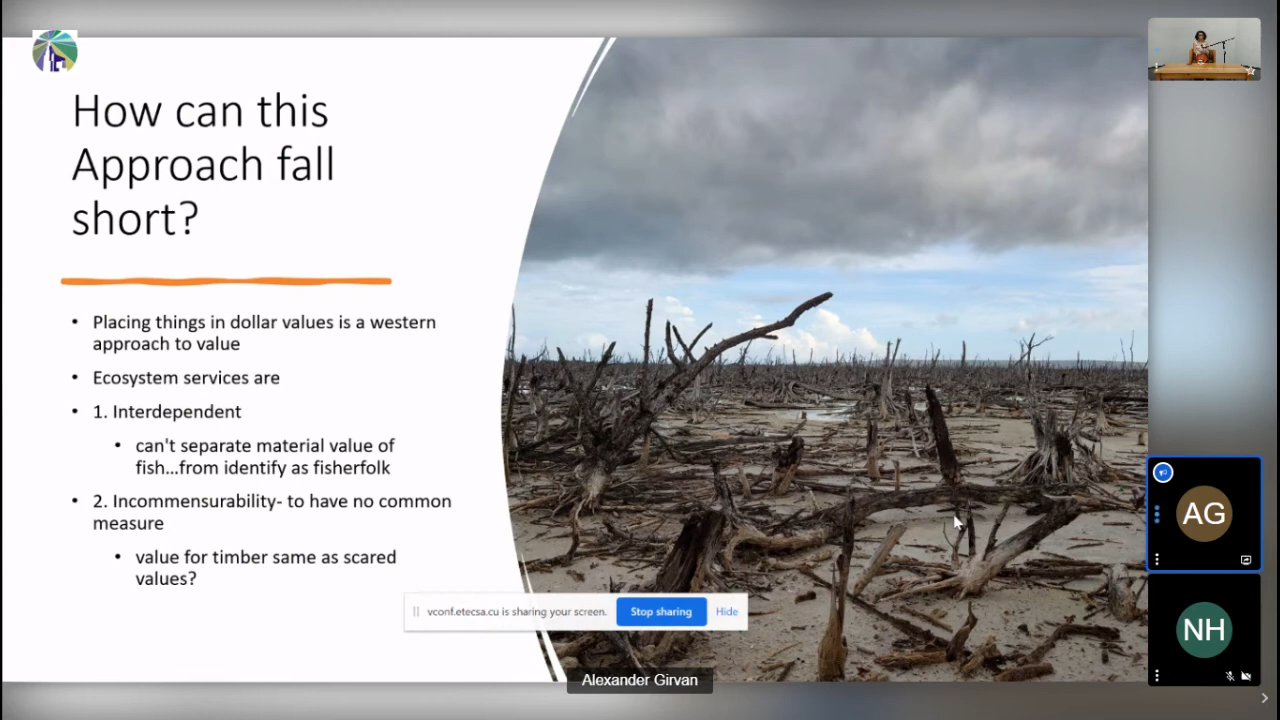 How can this
Approach fall
short?
• Placing things in dollar values is a western
approach to value
• Ecosystem services are
• 1. Interdependent
• can't separate material value of
fish...from identify as fisherfolk
• 2. Incommensurability- to have no common
measure
• value for timber same as scared
values?
vconf.etecsa.cu is sharing your screen.
Stop sharing
Hide
Alexander Girvan
AG
NH